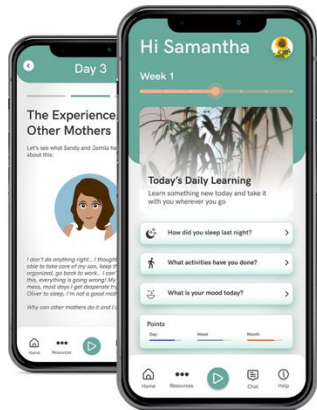 Day 3
The Experience
Other Mothers
Let's see what Sandy and Jamila ha
about this:
I don't do anything right.. I thought
able to take care of my son, keep t
organized, go back to work.. I can'
this, everything is going wrong! My
mess, most days I get desperate try
Oliver to sleep, I'm not a good mot
Why can other mothers do it and I
Home
Resources
Hi Samantha
Week 1
Today's Daily Learning
Learn something new today and take it
with you wherever you go
How did you sleep last night?
What activities have you done?
What is your mood today?
Points
Day
Week
Month
Home
Resources
Chat
Help